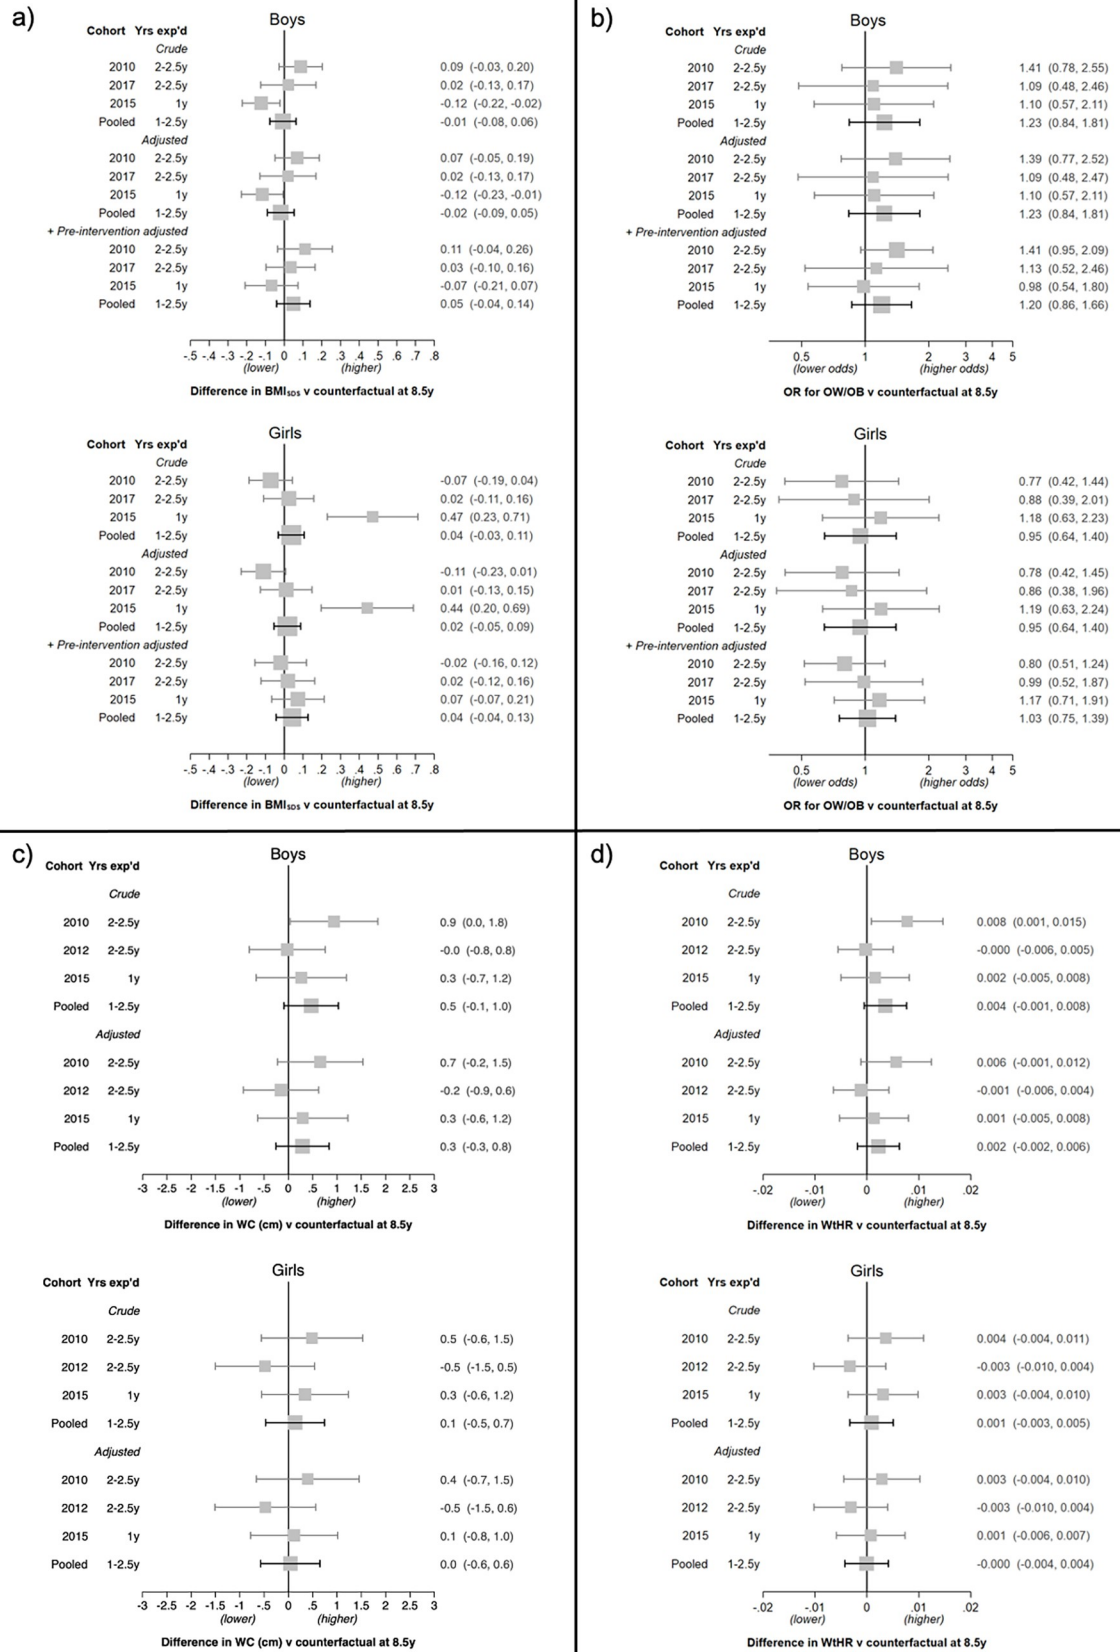 a)
Boys
Cohort Yrs exp'd
Crude
2010 2-2.5y 0.09 (-0.03, 0.20)
2017 2-2.5y 0.02 (-0.13, 0.17)
2015 1y -0.12 (-0.22, -0.02)
Pooled 1-2.5y -0.01 (-0.08, 0.06)
Adjusted
2010 2-2.5y 0.07 (-0.05, 0.19)
2017 2-2.5y 0.02 (-0.13, 0.17)
2015 1y -0.12 (-0.23, -0.01)
Pooled 1-2.5y -0.02 (-0.09, 0.05)
+ Pre-intervention adjusted
2010 2-2.5y 0.11 (-0.04, 0.26)
2017 2-2.5y 0.03 (-0.10, 0.16)
2015 1y -0.07 (-0.21, 0.07)
Pooled 1-2.5y 0.05 (-0.04, 0.14)
-.5 -.4 -.3 -.2 -.1 0 .1 .2 .3 .4 .5 .6 .7 .8
(lower) (higher)
Difference in BMISDS v counterfactual at 8.5y
Girls
Cohort Yrs exp'd
Crude
2010 2-2.5y -0.07 (-0.19, 0.04)
2017 2-2.5y 0.02 (-0.11, 0.16)
2015 1y 0.47 (0.23, 0.71)
Pooled 1-2.5y 0.04 (-0.03, 0.11)
Adjusted
2010 2-2.5y -0.11 (-0.23, 0.01)
2017 2-2.5y 0.01 (-0.13, 0.15)
2015 1y 0.44 (0.20, 0.69)
Pooled 1-2.5y 0.02 (-0.05, 0.09)
+ Pre-intervention adjusted
2010 2-2.5y -0.02 (-0.16, 0.12)
2017 2-2.5y 0.02 (-0.12, 0.16)
2015 1y 0.07 (-0.07, 0.21)
Pooled 1-2.5y 0.04 (-0.04, 0.13)
-.5 -.4 -.3 -.2 -.1 0 .1 .2 .3 .4 .5 .6 .7 .8
(lower) (higher)
Difference in BMISDS v counterfactual at 8.5y
b)
Boys
Cohort Yrs exp'd
Crude
2010 2-2.5y 1.41 (0.78, 2.55)
2017 2-2.5y 1.09 (0.48, 2.46)
2015 1y 1.10 (0.57, 2.11)
Pooled 1-2.5y 1.23 (0.84, 1.81)
Adjusted
2010 2-2.5y 1.39 (0.77, 2.52)
2017 2-2.5y 1.09 (0.48, 2.47)
2015 1y 1.10 (0.57, 2.11)
Pooled 1-2.5y 1.23 (0.84, 1.81)
+ Pre-intervention adjusted
2010 2-2.5y 1.41 (0.95, 2.09)
2017 2-2.5y 1.13 (0.52, 2.46)
2015 1y 0.98 (0.54, 1.80)
Pooled 1-2.5y 1.20 (0.86, 1.66)
0.5 1 2 3 4 5
(lower odds) (higher odds)
OR for OW/OB v counterfactual at 8.5y
Girls
Cohort Yrs exp'd
Crude
2010 2-2.5y 0.77 (0.42, 1.44)
2017 2-2.5y 0.88 (0.39, 2.01)
2015 1y 1.18 (0.63, 2.23)
Pooled 1-2.5y 0.95 (0.64, 1.40)
Adjusted
2010 2-2.5y 0.78 (0.42, 1.45)
2017 2-2.5y 0.86 (0.38, 1.96)
2015 1y 1.19 (0.63, 2.24)
Pooled 1-2.5y 0.95 (0.64, 1.40)
+ Pre-intervention adjusted
2010 2-2.5y 0.80 (0.51, 1.24)
2017 2-2.5y 0.99 (0.52, 1.87)
2015 1y 1.17 (0.71, 1.91)
Pooled 1-2.5y 1.03 (0.75, 1.39)
0.5 1 2 3 4 5
(lower odds) (higher odds)
OR for OW/OB v counterfactual at 8.5y
c)
Boys
Cohort Yrs exp'd
Crude
2010 2-2.5y 0.9 (0.0, 1.8)
2012 2-2.5y -0.0 (-0.8, 0.8)
2015 1y 0.3 (-0.7, 1.2)
Pooled 1-2.5y 0.5 (-0.1, 1.0)
Adjusted
2010 2-2.5y 0.7 (-0.2, 1.5)
2012 2-2.5y -0.2 (-0.9, 0.6)
2015 1y 0.3 (-0.6, 1.2)
Pooled 1-2.5y 0.3 (-0.3, 0.8)
-3 -2.5 -2 -1.5 -1 -.5 0 .5 1 1.5 2 2.5 3
(lower) (higher)
Difference in WC (cm) v counterfactual at 8.5y
Girls
Cohort Yrs exp'd
Crude
2010 2-2.5y 0.5 (-0.6, 1.5)
2012 2-2.5y -0.5 (-1.5, 0.5)
2015 1y 0.3 (-0.6, 1.2)
Pooled 1-2.5y 0.1 (-0.5, 0.7)
Adjusted
2010 2-2.5y 0.4 (-0.7, 1.5)
2012 2-2.5y -0.5 (-1.5, 0.6)
2015 1y 0.1 (-0.8, 1.0)
Pooled 1-2.5y 0.0 (-0.6, 0.6)
-3 -2.5 -2 -1.5 -1 -.5 0 .5 1 1.5 2 2.5 3
(lower) (higher)
Difference in WC (cm) v counterfactual at 8.5y
d)
Boys
Cohort Yrs exp'd
Crude
2010 2-2.5y 0.008 (0.001, 0.015)
2012 2-2.5y -0.000 (-0.006, 0.005)
2015 1y 0.002 (-0.005, 0.008)
Pooled 1-2.5y 0.004 (-0.001, 0.008)
Adjusted
2010 2-2.5y 0.006 (-0.001, 0.012)
2012 2-2.5y -0.001 (-0.006, 0.004)
2015 1y 0.001 (-0.005, 0.008)
Pooled 1-2.5y 0.002 (-0.002, 0.006)
-.02 -.01 0 .01 .02
(lower) (higher)
Difference in WtHR v counterfactual at 8.5y
Girls
Cohort Yrs exp'd
Crude
2010 2-2.5y 0.004 (-0.004, 0.011)
2012 2-2.5y -0.003 (-0.010, 0.004)
2015 1y 0.003 (-0.004, 0.010)
Pooled 1-2.5y 0.001 (-0.003, 0.005)
Adjusted
2010 2-2.5y 0.003 (-0.004, 0.010)
2012 2-2.5y -0.003 (-0.010, 0.004)
2015 1y 0.001 (-0.006, 0.007)
Pooled 1-2.5y -0.000 (-0.004, 0.004)
-.02 -.01 0 .01 .02
(lower) (higher)
Difference in WtHR v counterfactual at 8.5y